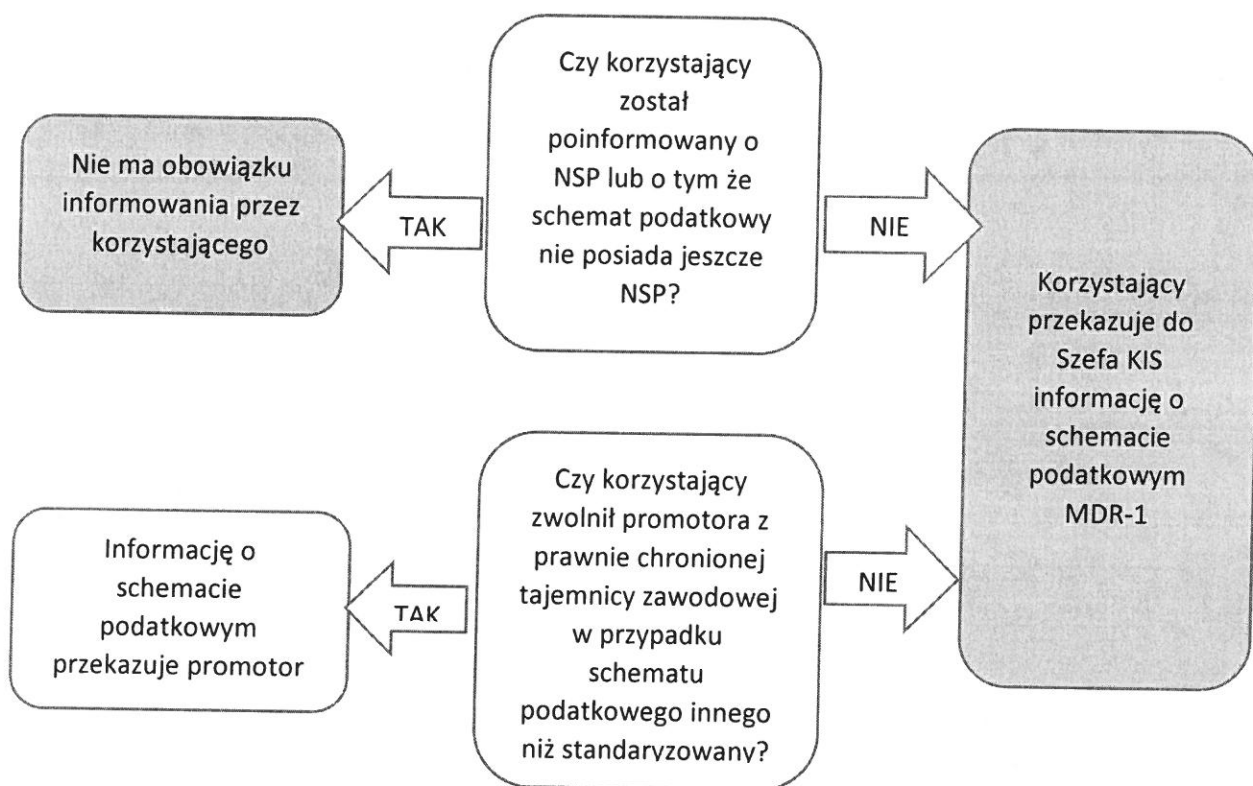 Czy korzystający
został
poinformowany o
NSP lub o tym że
schemat podatkowy
nie posiada jeszcze
NSP?
Nie ma obowiązku
informowania przez
korzystającego
TAK
NIE
Korzystający
przekazuje do
Szefa KIS
informację o
schemacie
podatkowym
MDR-1
Czy korzystający
zwolnił promotora z
prawnie chronionej
tajemnicy zawodowej
w przypadku
schematu
podatkowego innego
niż standaryzowany?
Informację o
schemacie
podatkowym
przekazuje promotor
TAK
NIE